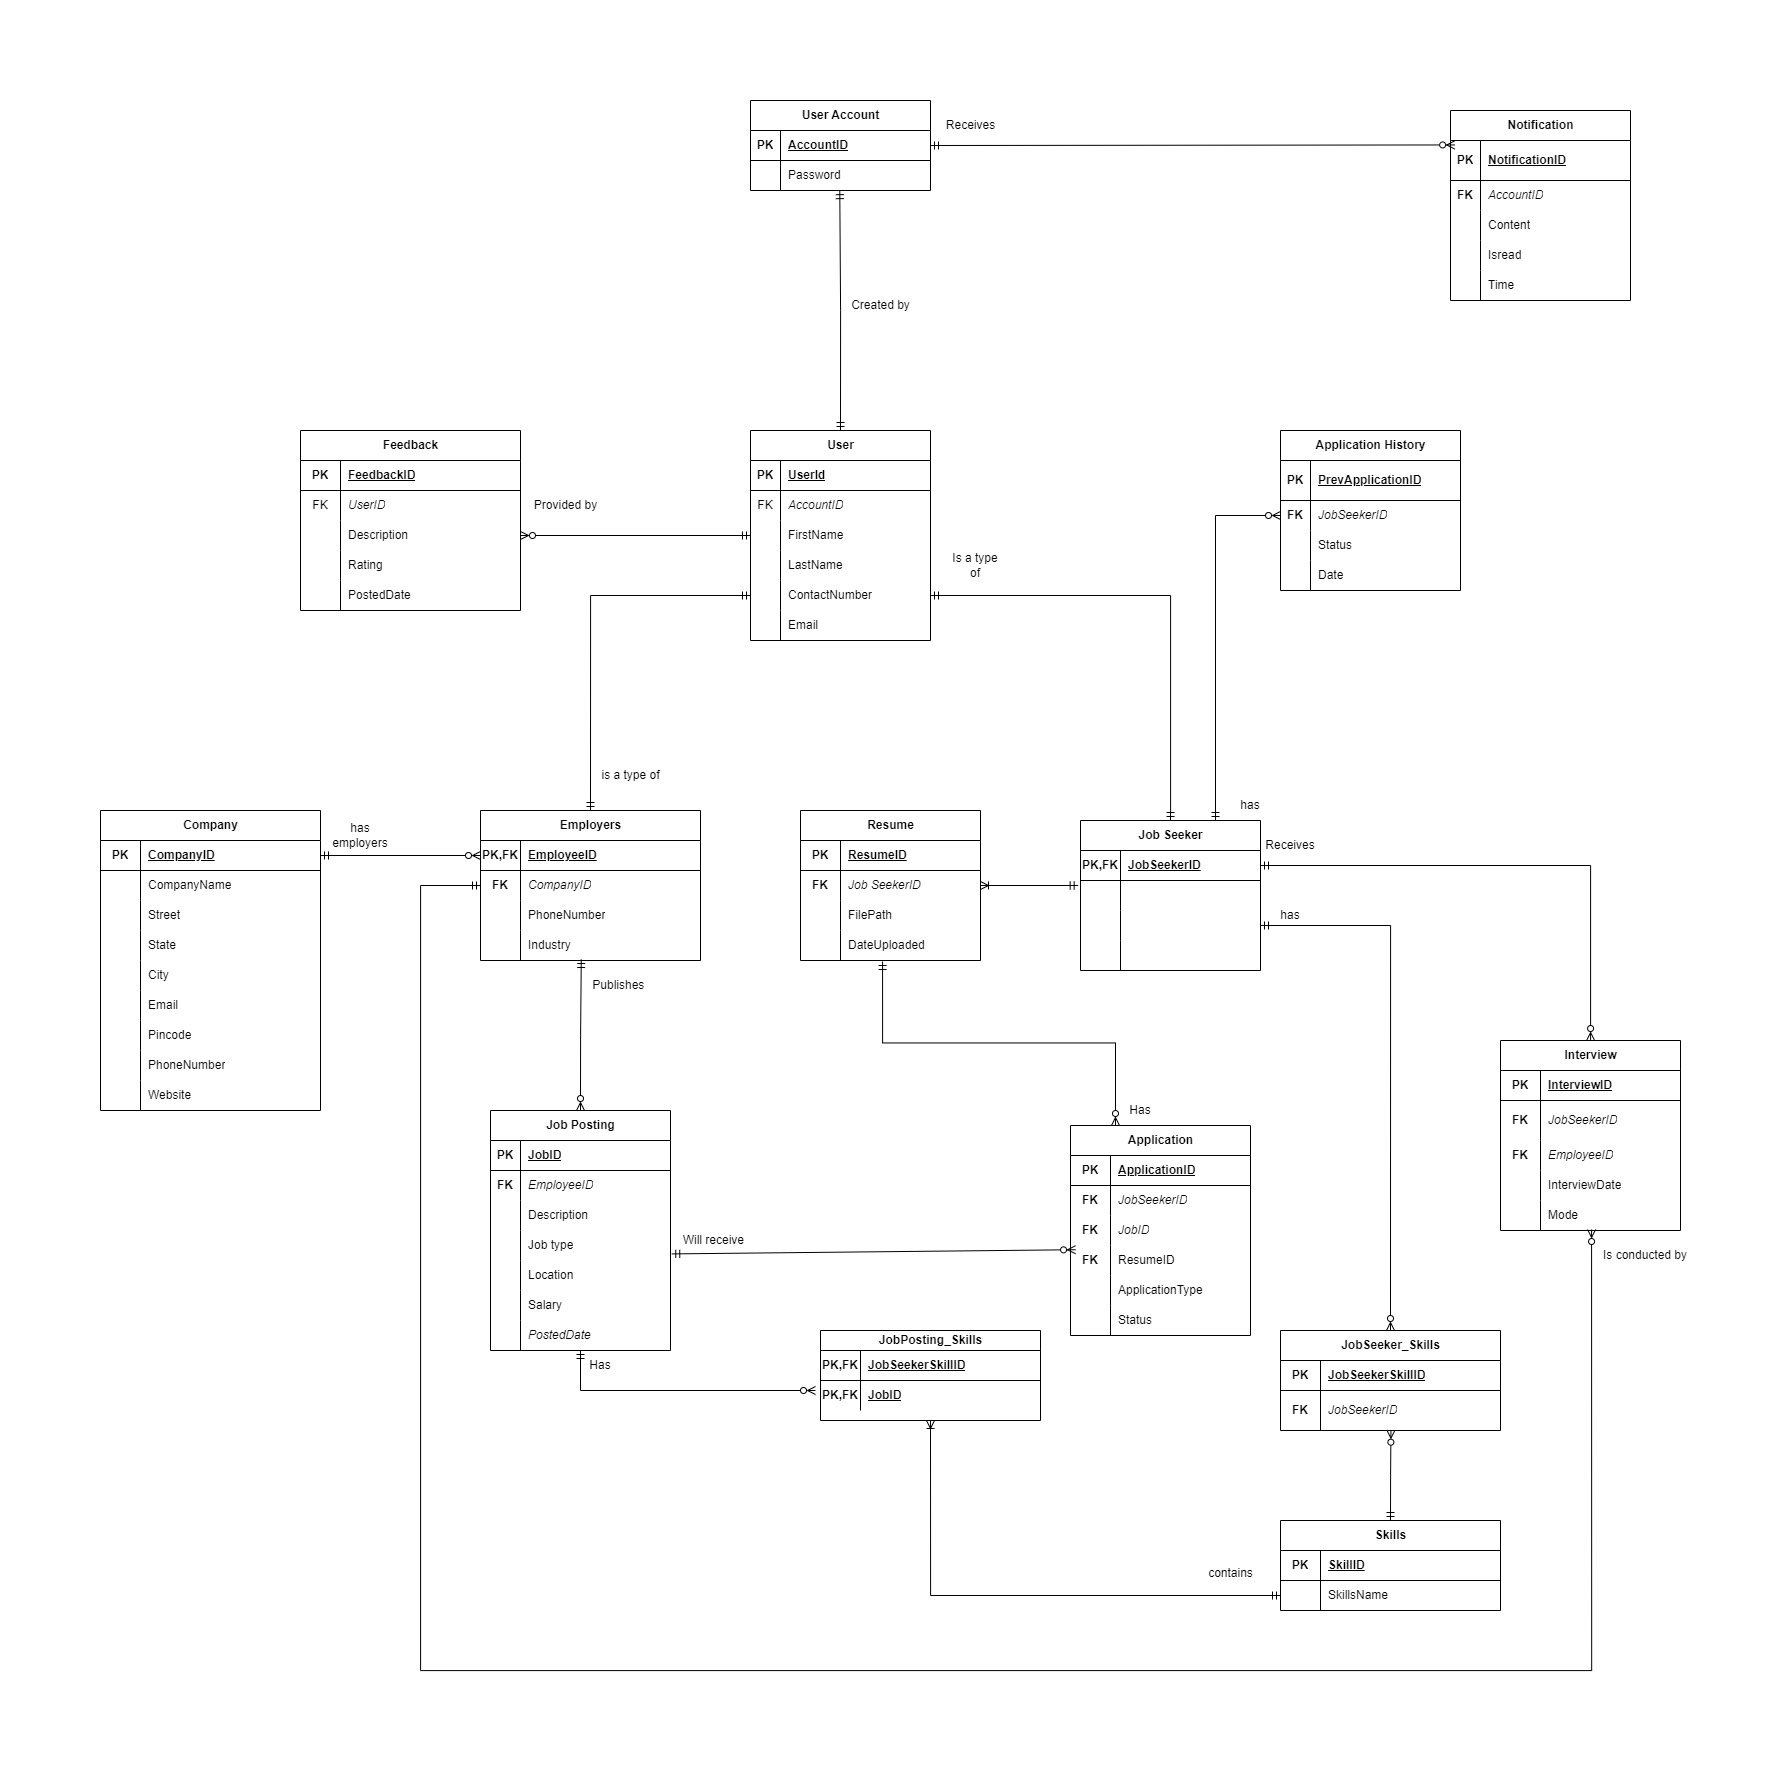 User Account
PK AccountID
Password
Receives
Notification
PK NotificationID
FK AccountID
Content
Isread
Time
Created by
Feedback
PK FeedbackID
FK UserID
Description
Rating
PostedDate
Provided by
User
PK UserId
FK AccountID
FirstName
LastName
ContactNumber
Email
Is a type
of
Application History
PK PrevApplicationID
FK JobSeekerID
Status
Date
is a type of
has
Company
PK CompanyID
CompanyName
Street
State
City
Email
Pincode
PhoneNumber
Website
has
employers
Employers
PK,FK EmployeeID
FK CompanyID
PhoneNumber
Industry
Publishes
Resume
PK ResumeID
FK Job SeekerID
FilePath
DateUploaded
Job Seeker
PK,FK JobSeekerID
Receives
has
Interview
PK InterviewID
FK JobSeekerID
FK EmployeeID
InterviewDate
Mode
Is conducted by
Job Posting
PK JobID
FK EmployeeID
Description
Job type
Location
Salary
PostedDate
Will receive
Has
Has
Application
PK ApplicationID
FK JobSeekerID
FK JobID
FK ResumeID
ApplicationType
Status
JobPosting_Skills
PK,FK JobSeekerSkillID
PK,FK JobID
JobSeeker_Skills
PK JobSeekerSkillID
FK JobSeekerID
contains
Skills
PK SkillID
SkillsName